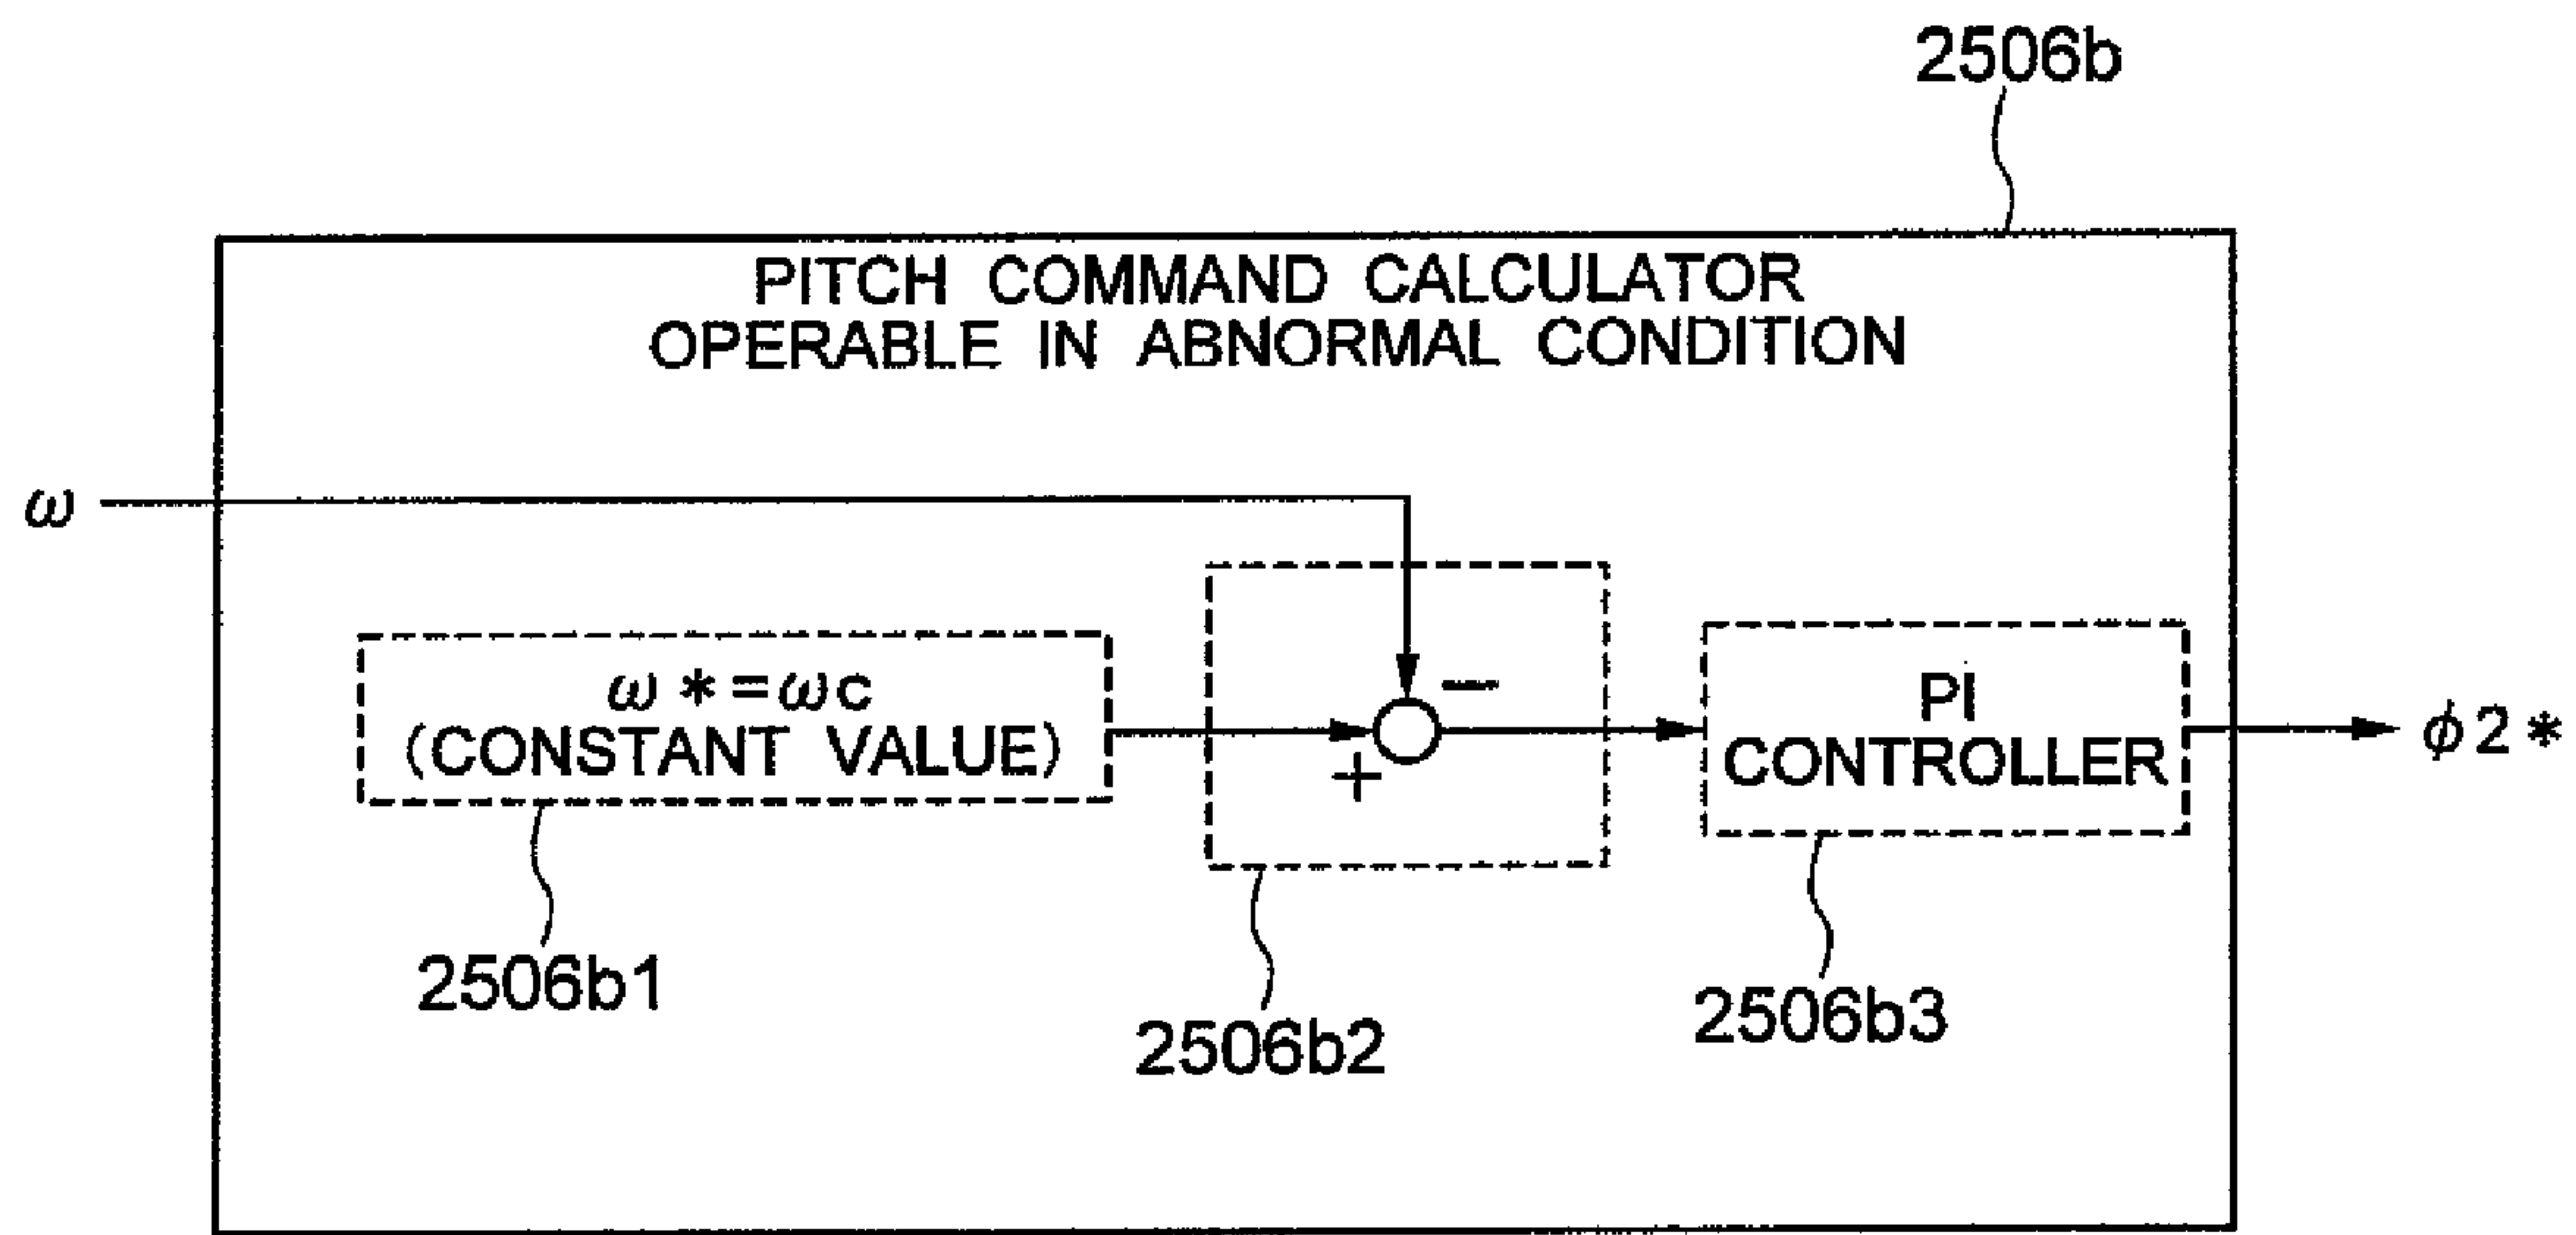 2506b
PITCH COMMAND CALCULATOR
OPERABLE IN ABNORMAL CONDITION
ω
ω*=ωc
(CONSTANT VALUE)
−
+
PI
CONTROLLER
ϕ2*
2506b1
2506b2
2506b3